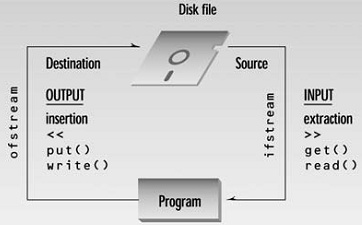 Disk file
Destination
Source
OUTPUT
insertion
<<
put()
write()
ofstream
ifstream
INPUT
extraction
>>
get()
read()
Program